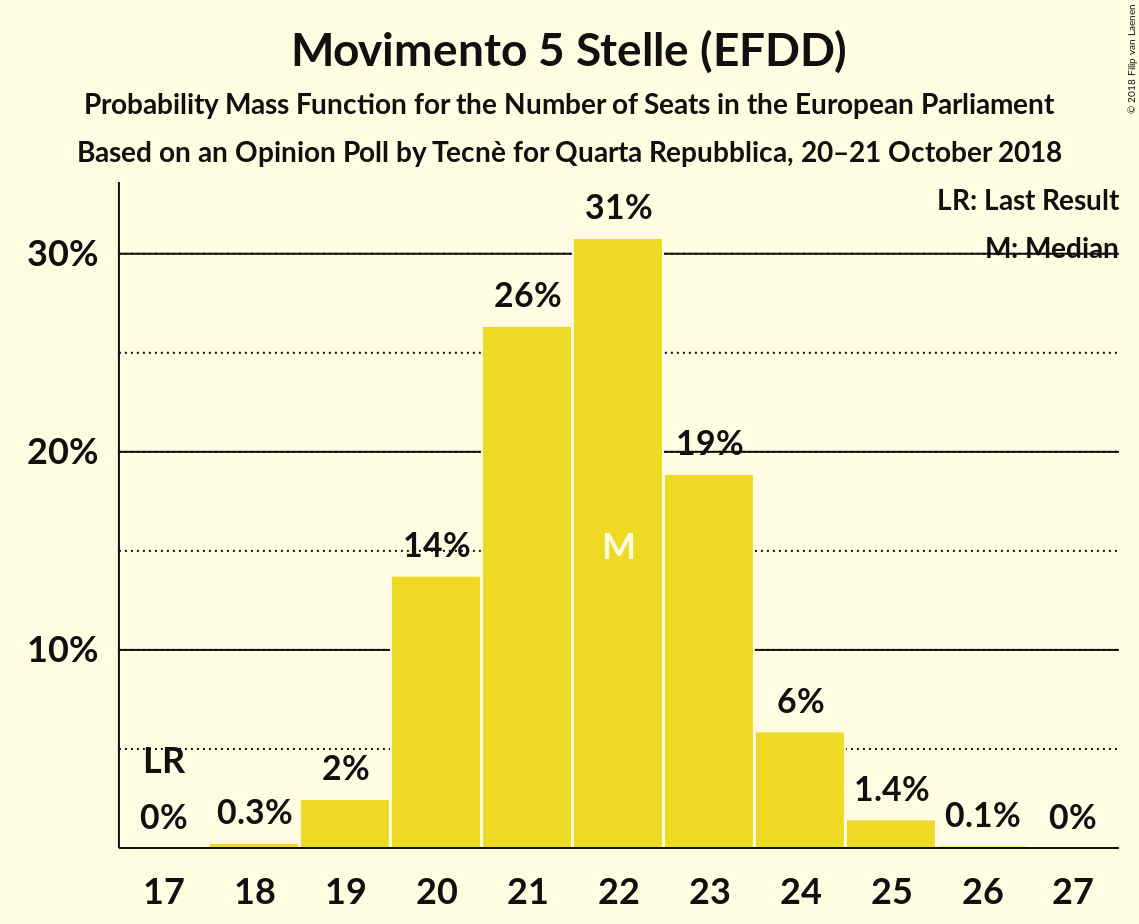 Movimento 5 Stelle (EFDD)
Probability Mass Function for the Number of Seats in the European Parliament
Based on an Opinion Poll by Tecnè for Quarta Repubblica, 20–21 October 2018
© 2018 Filip van Laenen
LR: Last Result
M: Median
30%
20%
10%
LR
0%
0.3%
2%
14%
26%
31%
M
19%
6%
1.4%
0.1%
0%
17 18 19 20 21 22 23 24 25 26 27